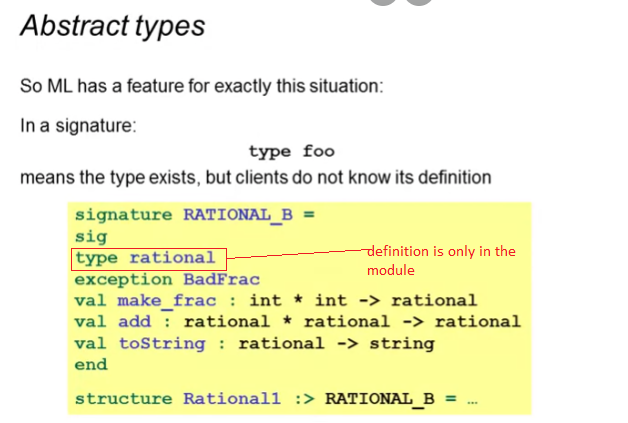 Abstract types
So ML has a feature for exactly this situation:
In a signature:
type foo
means the type exists, but clients do not know its definition
signature RATIONAL_B =
sig
type rational
definition is only in the
module
exception BadFrac
val make_frac : int * int -> rational
val add : rational * rational -> rational
val toString : rational -> string
end
structure Rational1 :> RATIONAL_B = …